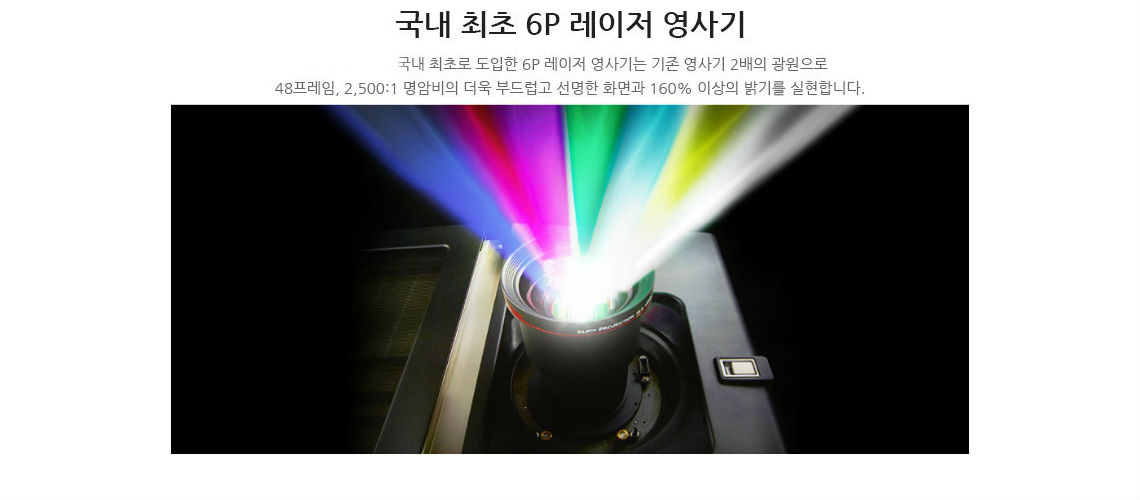 국내 최초 6P 레이저 영사기
국내 최초로 도입한 6P 레이저 영사기는 기존 영사기 2배의 광원으로
48프레임, 2,500:1 명암비의 더욱 부드럽고 선명한 화면과 160% 이상의 밝기를 실현합니다.
DLP™ PROJECTION